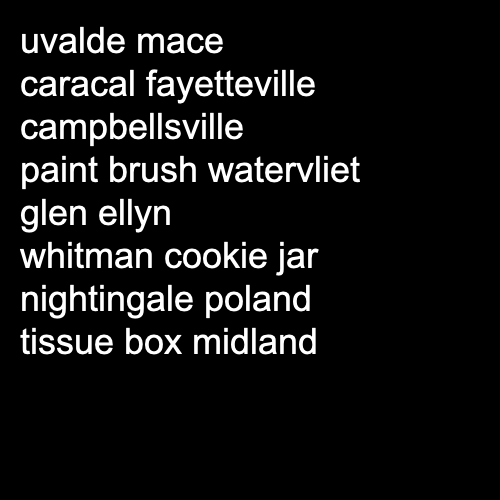 uvalde mace
caracal fayetteville
campbellsville
paint brush watervliet
glen ellyn
whitman cookie jar
nightingale poland
tissue box midland